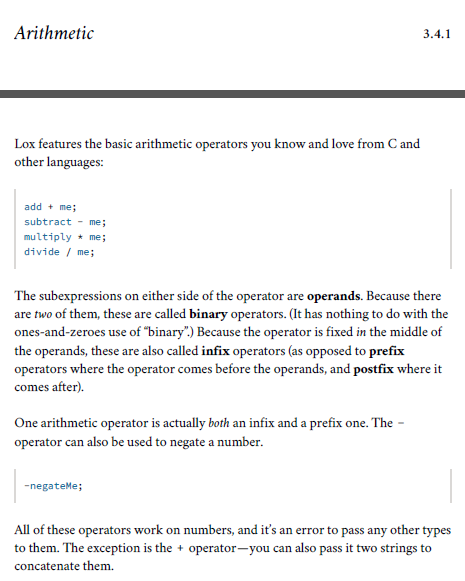 Arithmetic 3.4.1
Lox features the basic arithmetic operators you know and love from C and
other languages:
add + me;
subtract - me;
multiply * me;
divide / me;
The subexpressions on either side of the operator are operands. Because there
are two of them, these are called binary operators. (It has nothing to do with the
ones-and-zeroes use of “binary”.) Because the operator is fixed in the middle of
the operands, these are also called infix operators (as opposed to prefix
operators where the operator comes before the operands, and postfix where it
comes after).
One arithmetic operator is actually both an infix and a prefix one. The -
operator can also be used to negate a number.
-negateMe;
All of these operators work on numbers, and it’s an error to pass any other types
to them. The exception is the + operator—you can also pass it two strings to
concatenate them.